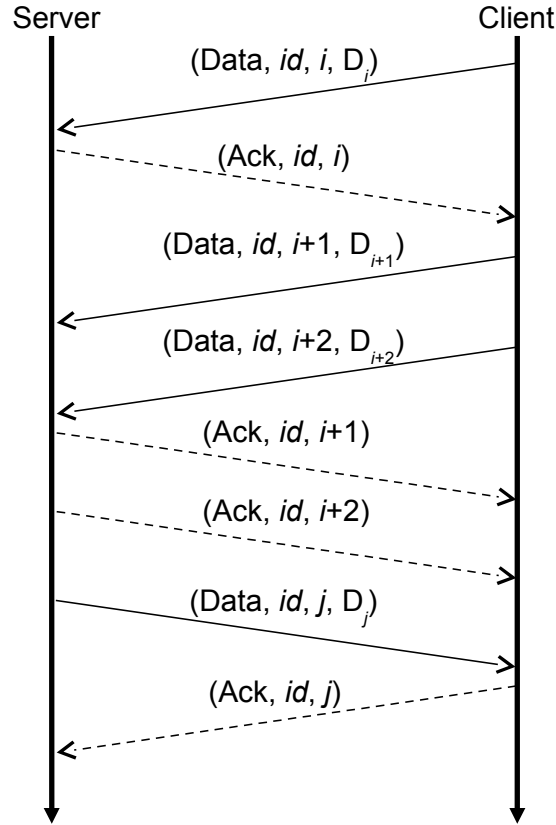 Server Client
(Data, id, i, Dᵢ)
(Ack, id, i)
(Data, id, i+1, Dᵢ₊₁)
(Data, id, i+2, Dᵢ₊₂)
(Ack, id, i+1)
(Ack, id, i+2)
(Data, id, j, Dⱼ)
(Ack, id, j)